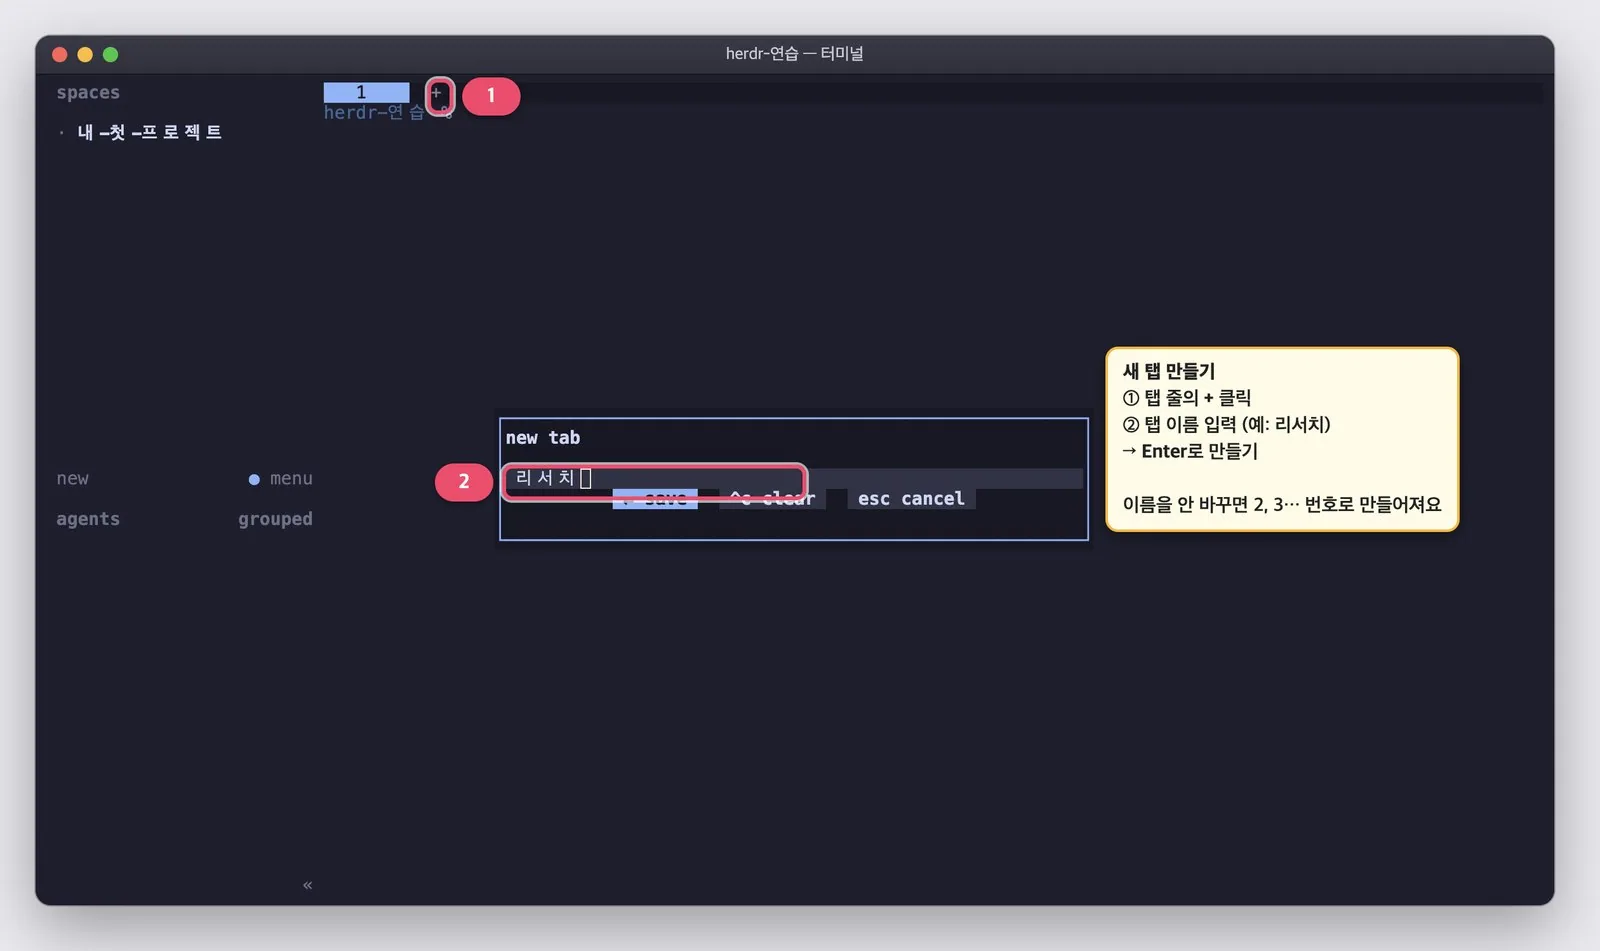 herdr-연습 — 터미널
spaces
· 내-첫-프로젝트
1 +
1
herdr-연습 %
new tab
2
리서치
save ^c clear esc cancel
새 탭 만들기
① 탭 줄의 + 클릭
② 탭 이름 입력 (예: 리서치)
→ Enter로 만들기
이름을 안 바꾸면 2, 3… 번호로 만들어져요
new ● menu
agents grouped
«